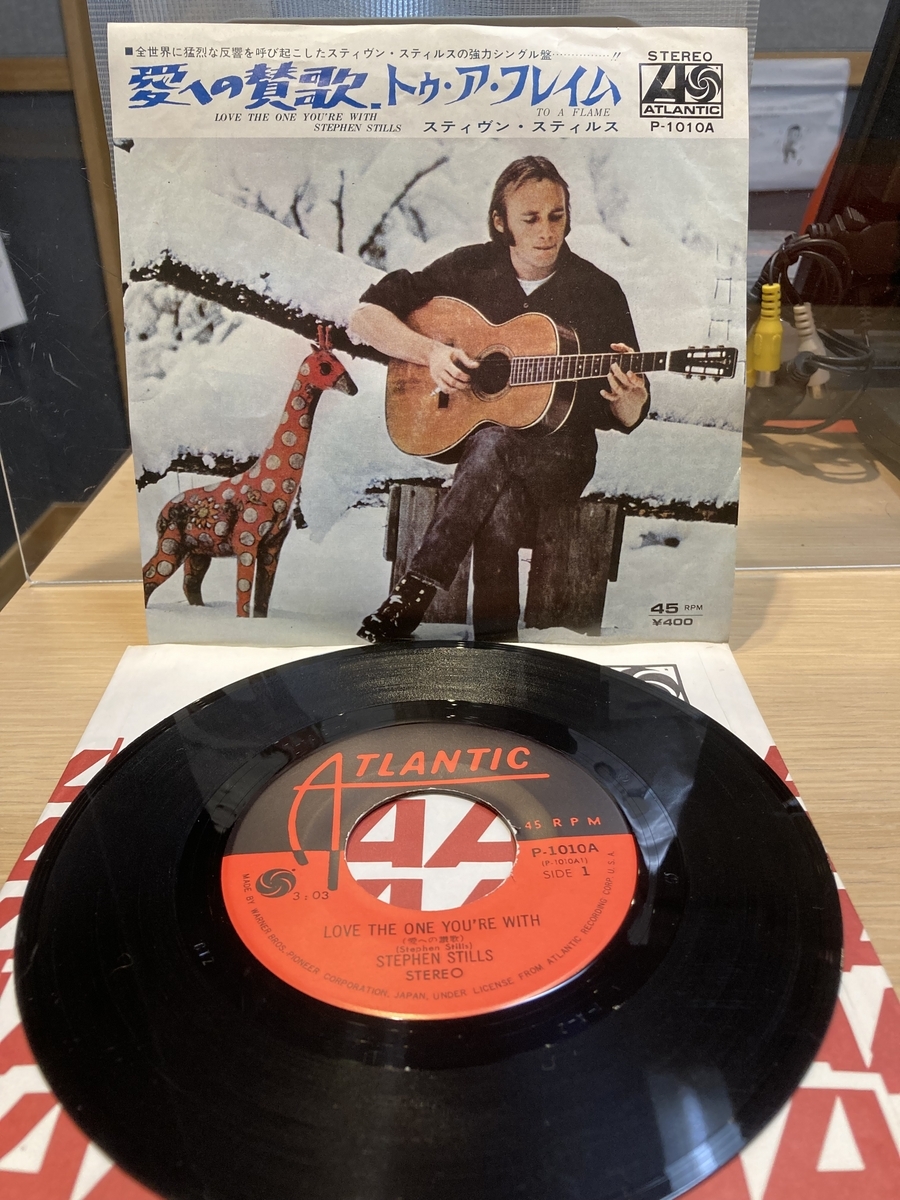 ■全世界に猛烈な反響を呼び起こしたスティヴン・スティルスの強力シングル盤……………!!
愛への賛歌.トゥ・ア・フレイム
LOVE THE ONE YOU'RE WITH
TO A FLAME
STEPHEN STILLS
スティヴン・スティルス
STEREO
ATLANTIC
P-1010A
45 RPM
¥400
ATLANTIC
45 RPM
P-1010A
(P-1010A1)
SIDE 1
3:03
LOVE THE ONE YOU'RE WITH
(愛への讃歌)
(Stephen Stills)
STEPHEN STILLS
STEREO
MADE BY WARNER BROS. PIONEER CORPORATION, JAPAN, UNDER LICENSE FROM ATLANTIC RECORDING CORP. U.S.A.